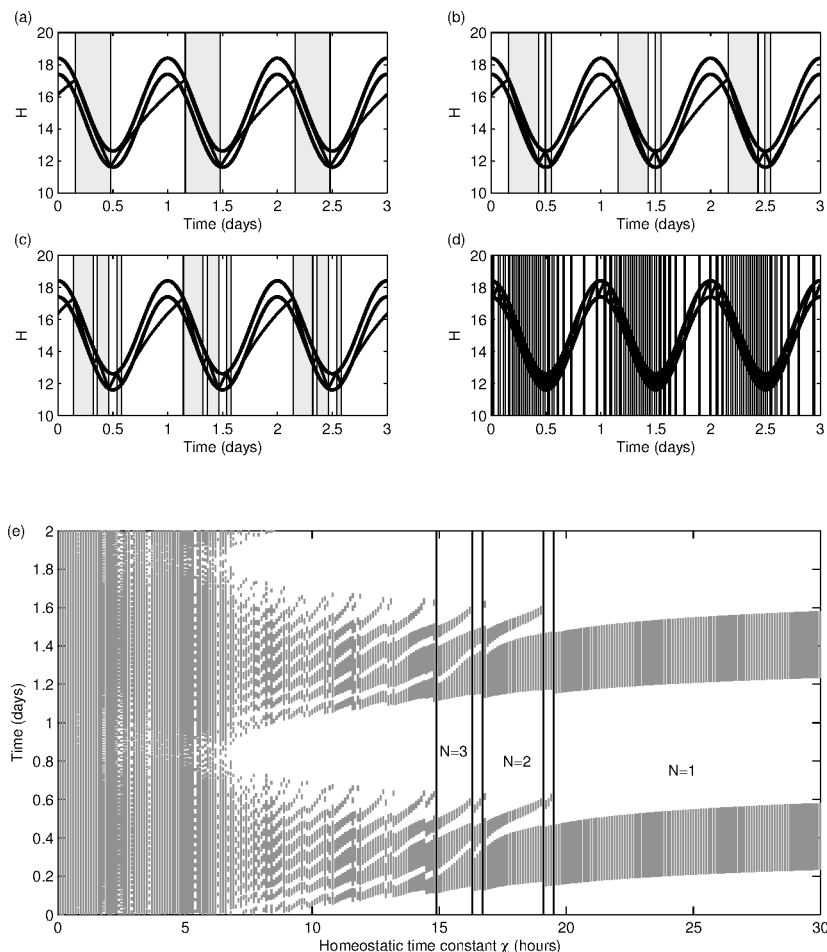 (a)
20
18
16
14
12
10
H
0 0.5 1 1.5 2 2.5 3
Time (days)
(b)
20
18
16
14
12
10
H
0 0.5 1 1.5 2 2.5 3
Time (days)
(c)
20
18
16
14
12
10
H
0 0.5 1 1.5 2 2.5 3
Time (days)
(d)
20
18
16
14
12
10
H
0 0.5 1 1.5 2 2.5 3
Time (days)
(e)
2
1.8
1.6
1.4
1.2
1
0.8
0.6
0.4
0.2
0
Time (days)
N=3
N=2
N=1
0 5 10 15 20 25 30
Homeostatic time constant χ (hours)